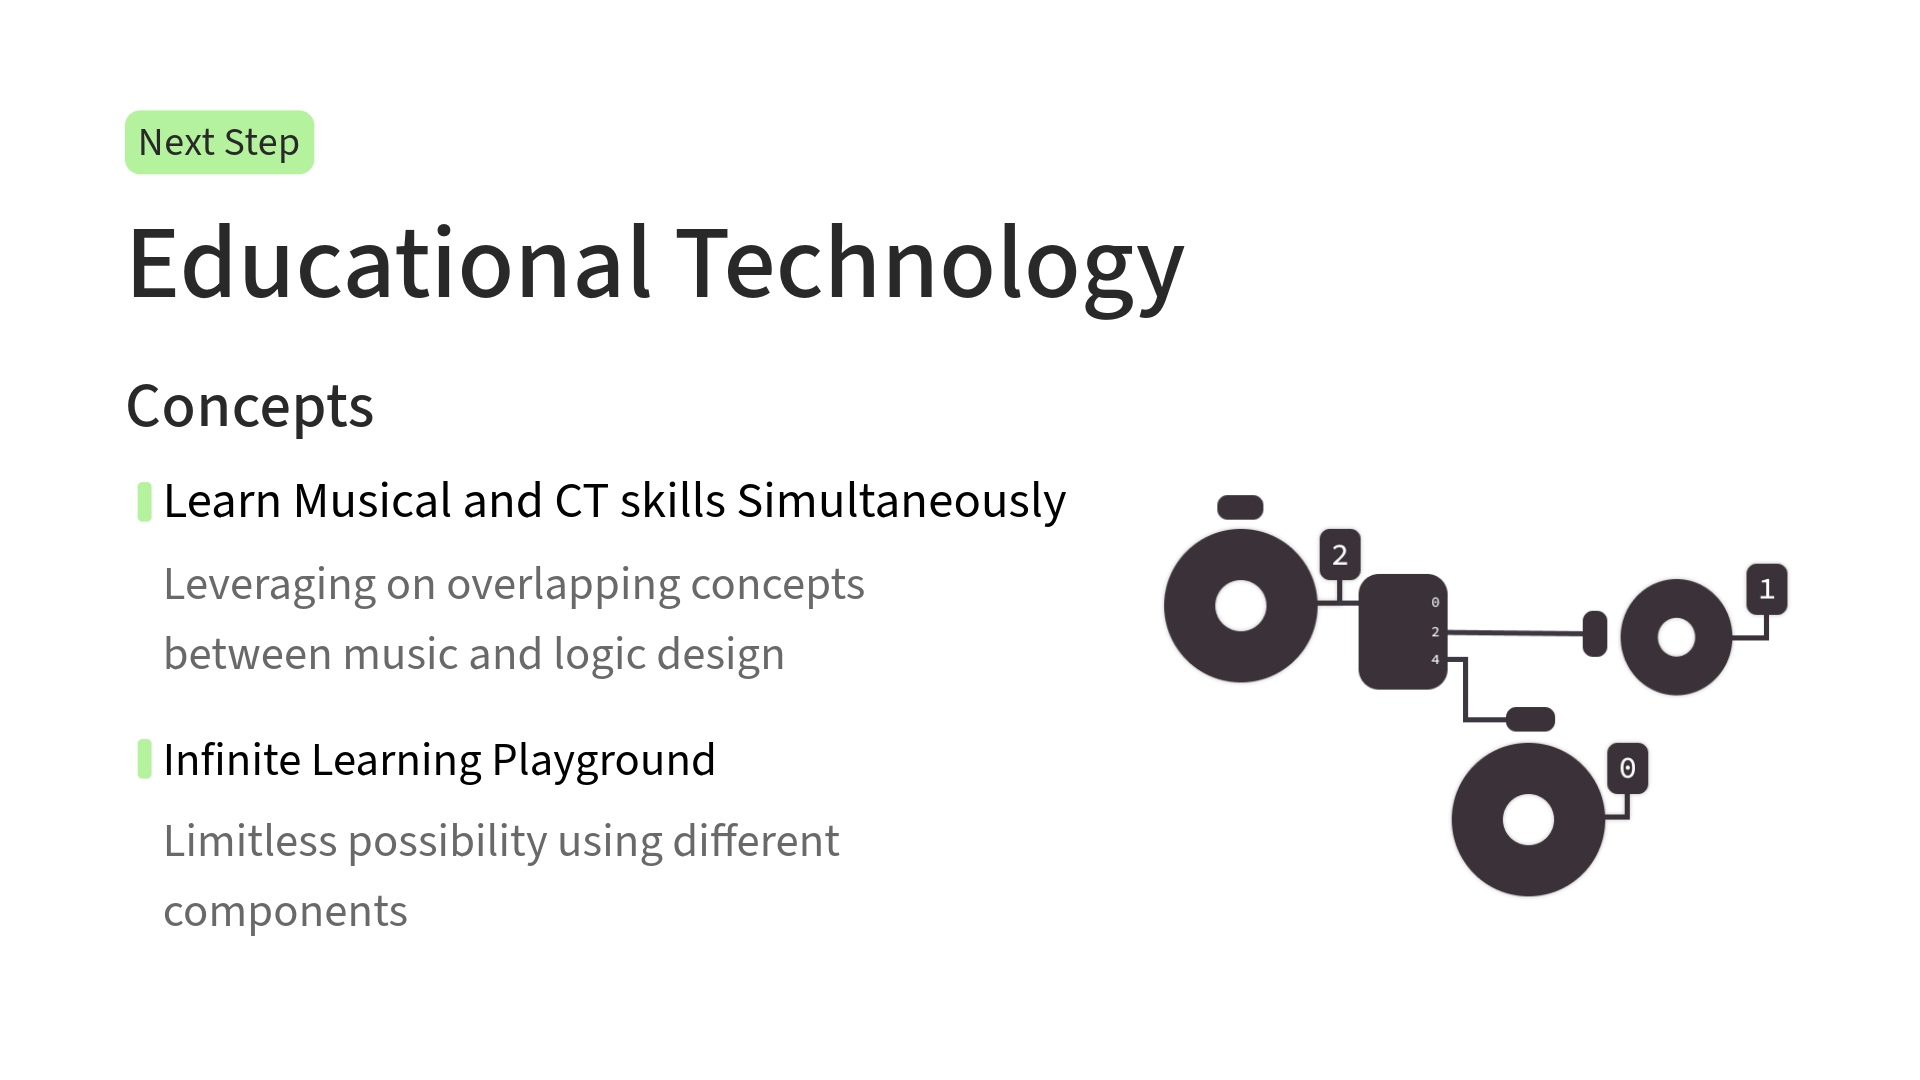 Next Step
Educational Technology
Concepts
Learn Musical and CT skills Simultaneously
Leveraging on overlapping concepts
between music and logic design
Infinite Learning Playground
Limitless possibility using different
components
2
0
2
4
1
0